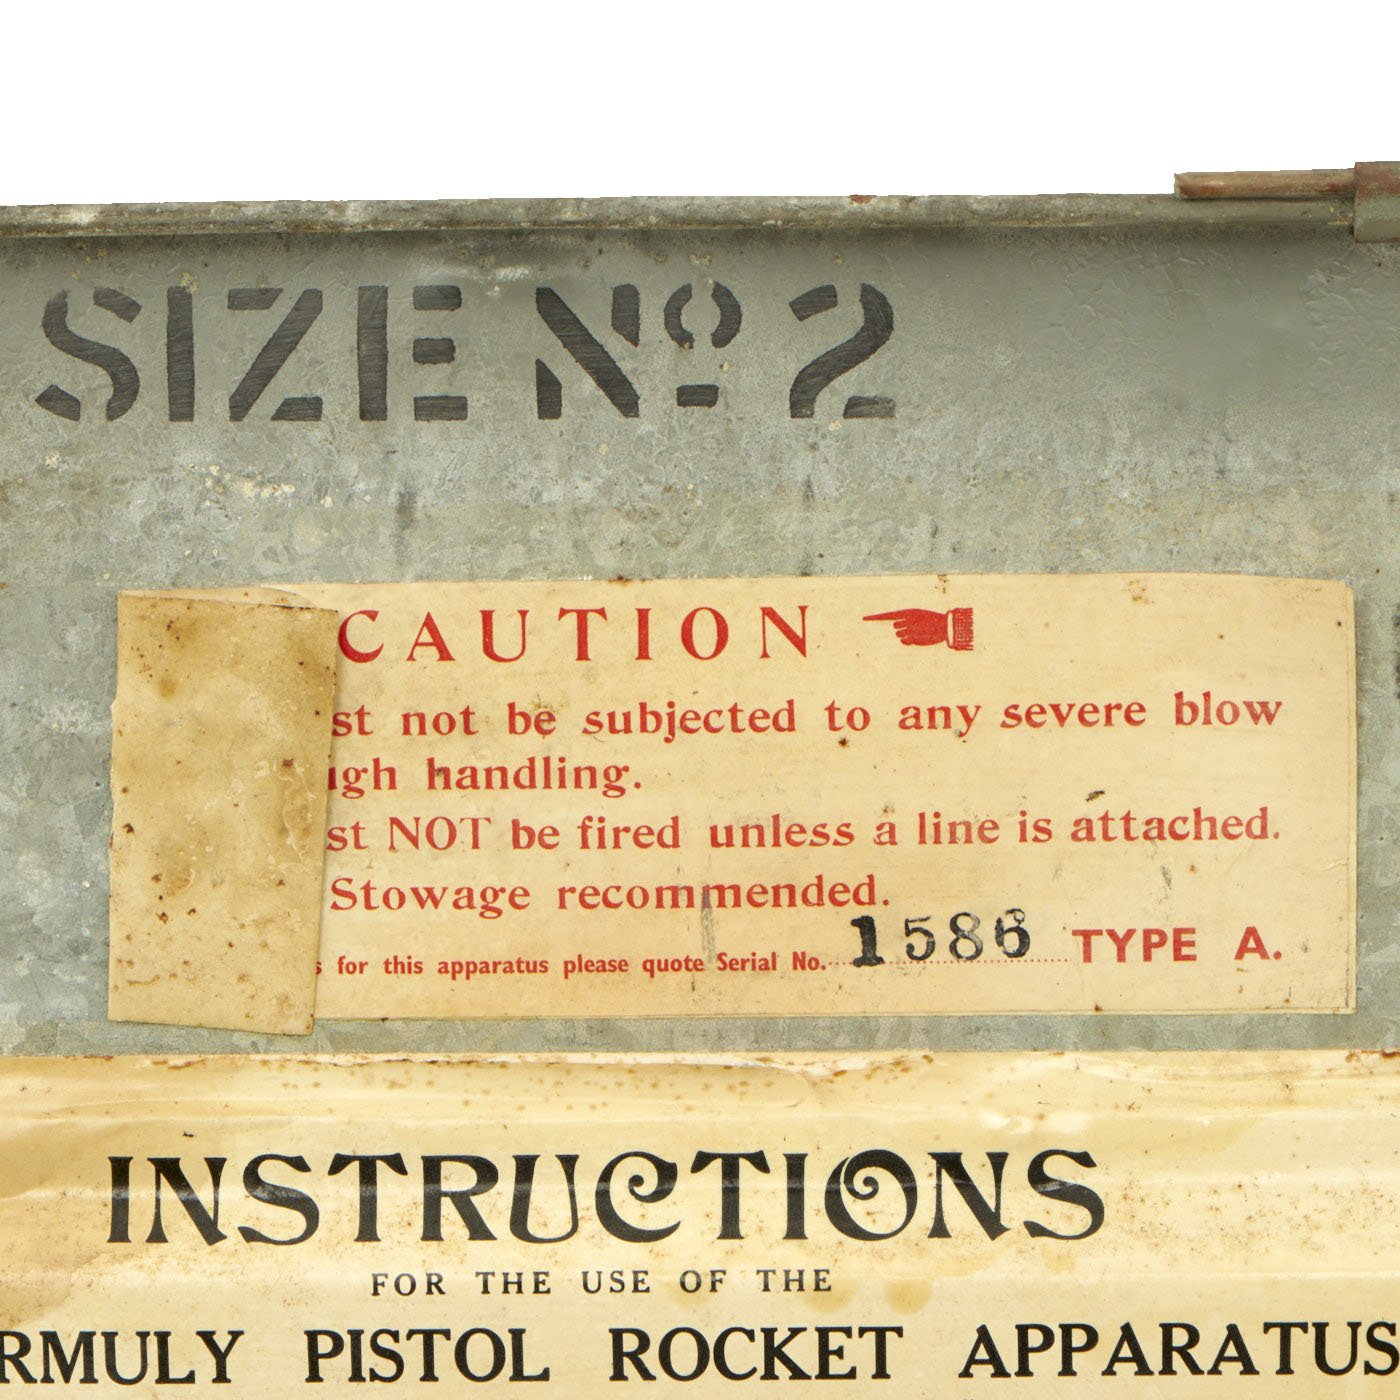 SIZE Nº 2
CAUTION
st not be subjected to any severe blow
ugh handling.
st NOT be fired unless a line is attached.
Stowage recommended.
s for this apparatus please quote Serial No. 1586 TYPE A.
INSTRUCTIONS
FOR THE USE OF THE
RMULY PISTOL ROCKET APPARATUS